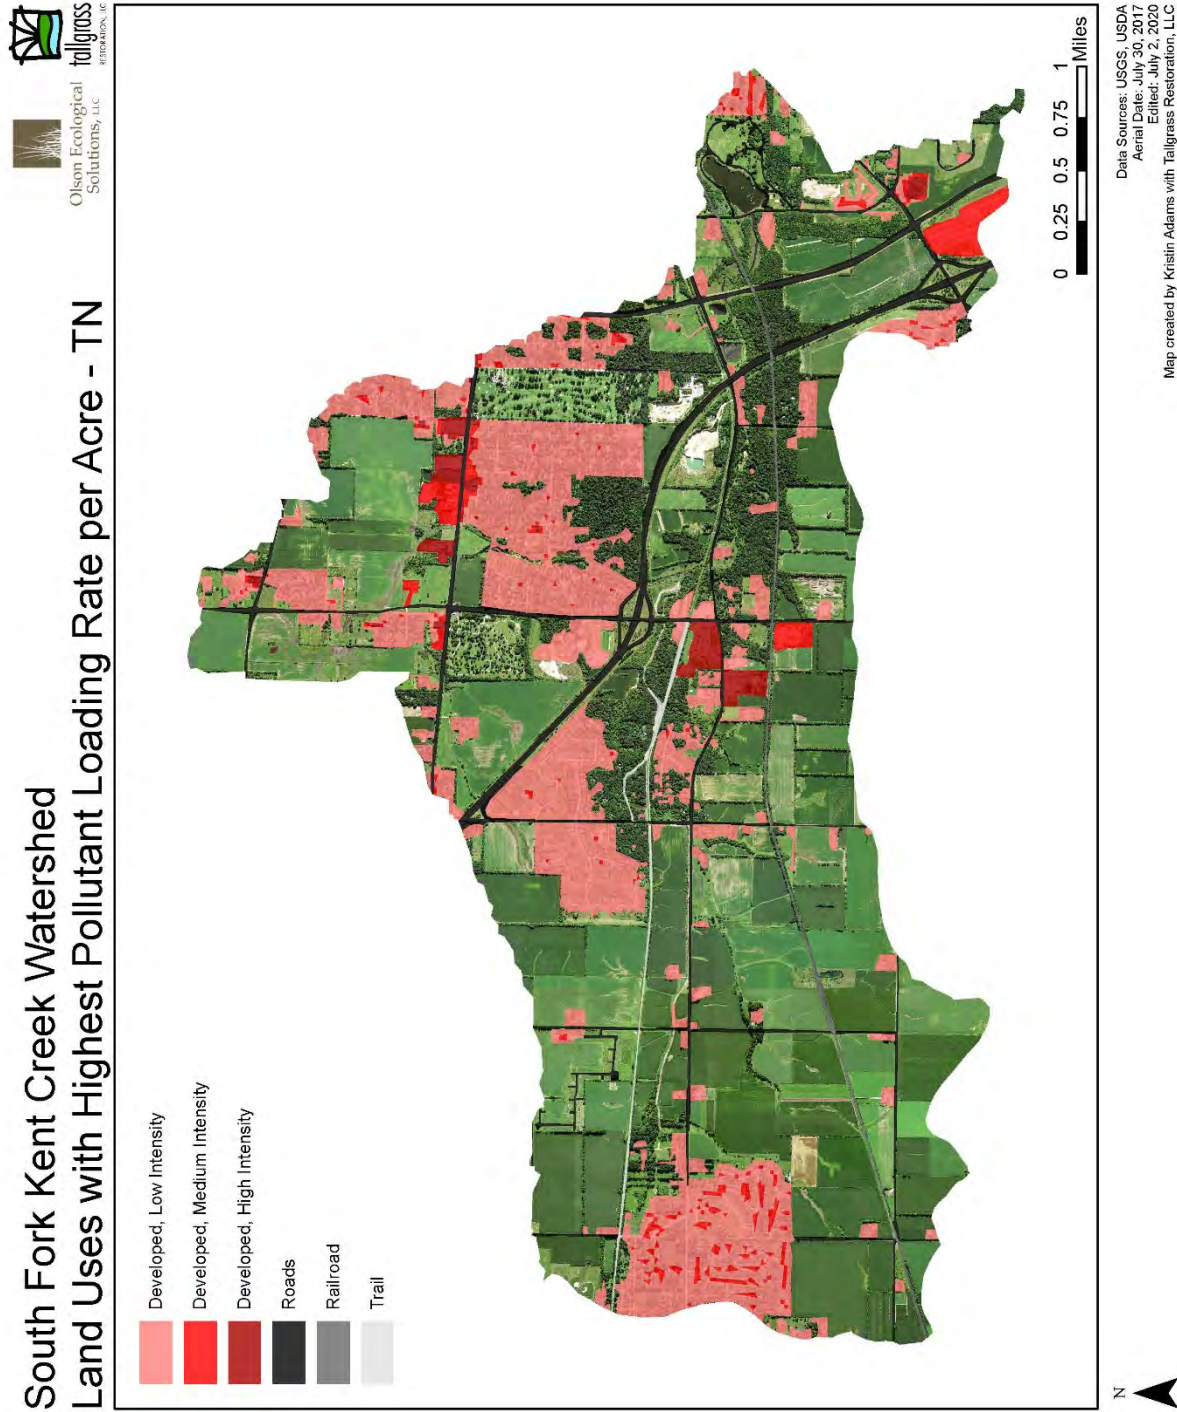 South Fork Kent Creek Watershed
Land Uses with Highest Pollutant Loading Rate per Acre - TN
Olson Ecological
Solutions, LLC
tallgrass
RESTORATION, LLC
Developed, Low Intensity
Developed, Medium Intensity
Developed, High Intensity
Roads
Railroad
Trail
0 0.25 0.5 0.75 1
Miles
N
Data Sources: USGS, USDA
Aerial Date: July 30, 2017
Edited: July 2, 2020
Map created by Kristin Adams with Tallgrass Restoration, LLC